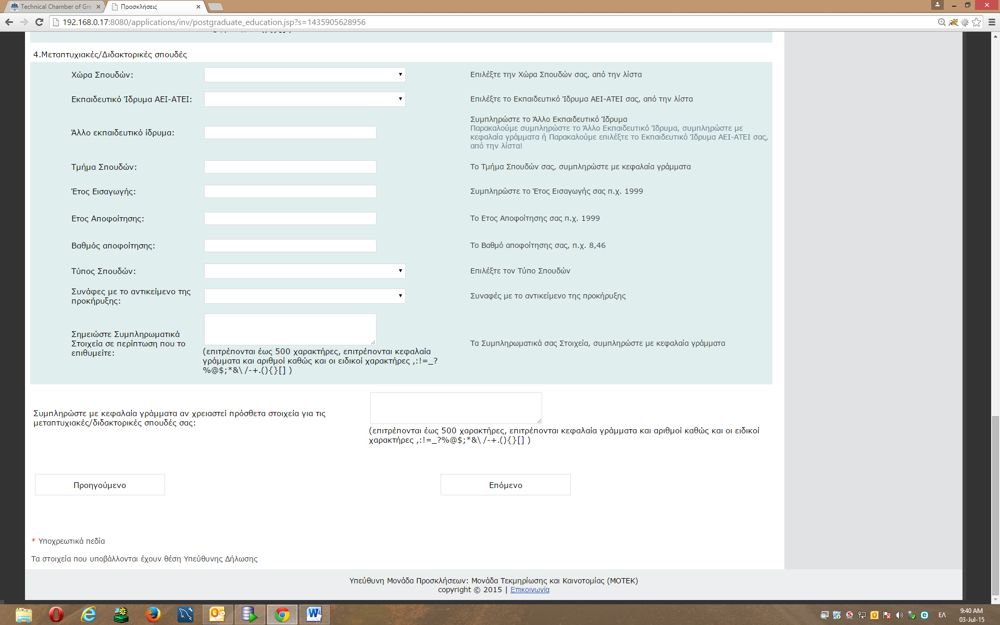 Technical Chamber of Gre
Προσκλήσεις
192.168.0.17:8080/applications/inv/postgraduate_education.jsp?s=1435905628956
4.Μεταπτυχιακές/Διδακτορικές σπουδές
Χώρα Σπουδών:
Επιλέξτε την Χώρα Σπουδών σας, από την λίστα
Εκπαιδευτικό Ίδρυμα ΑΕΙ-ΑΤΕΙ:
Επιλέξτε το Εκπαιδευτικό Ίδρυμα ΑΕΙ-ΑΤΕΙ σας, από την λίστα
Άλλο εκπαιδευτικό ίδρυμα:
Συμπληρώστε το Άλλο Εκπαιδευτικό Ίδρυμα
Παρακαλούμε συμπληρώστε το Άλλο Εκπαιδευτικό Ίδρυμα, συμπληρώστε με
κεφαλαία γράμματα ή Παρακαλούμε επιλέξτε το Εκπαιδευτικό Ίδρυμα ΑΕΙ-ΑΤΕΙ σας,
από την λίστα!
Τμήμα Σπουδών:
Το Τμήμα Σπουδών σας, συμπληρώστε με κεφαλαία γράμματα
Έτος Εισαγωγής:
Συμπληρώστε το Έτος Εισαγωγής σας π.χ. 1999
Ετος Αποφοίτησης:
Το Ετος Αποφοίτησης σας π.χ. 1999
Βαθμός αποφοίτησης:
Το Βαθμό αποφοίτησης σας, π.χ. 8,46
Τύπος Σπουδών:
Επιλέξτε τον Τύπο Σπουδών
Συνάφες με το αντικείμενο της
προκήρυξης:
Συναφές με το αντικείμενο της προκήρυξης
Σημειώστε Συμπληρωματικά
Στοιχεία σε περίπτωση που το
επιθυμείτε:
Τα Συμπληρωματικά σας Στοιχεία, συμπληρώστε με κεφαλαία γράμματα
(επιτρέπονται έως 500 χαρακτήρες, επιτρέπονται κεφαλαία
γράμματα και αριθμοί καθώς και οι ειδικοί χαρακτήρες ,:!=_?
%@$;*&\ /-+.(){}[] )
Συμπληρώστε με κεφαλαία γράμματα αν χρειαστεί πρόσθετα στοιχεία για τις
μεταπτυχιακές/διδακτορικές σπουδές σας:
(επιτρέπονται έως 500 χαρακτήρες, επιτρέπονται κεφαλαία γράμματα και αριθμοί καθώς και οι ειδικοί
χαρακτήρες ,:!=_?%@$;*&\ /-+.(){}[] )
Προηγούμενο
Επόμενο
* Υποχρεωτικά πεδία
Τα στοιχεία που υποβάλλονται έχουν θέση Υπεύθυνης Δήλωσης
Υπεύθυνη Μονάδα Προσκλήσεων: Μονάδα Τεκμηρίωσης και Καινοτομίας (ΜΟΤΕΚ)
copyright © 2015 | Επικοινωνία
ΕΛ
9:40 AM
03-Jul-15